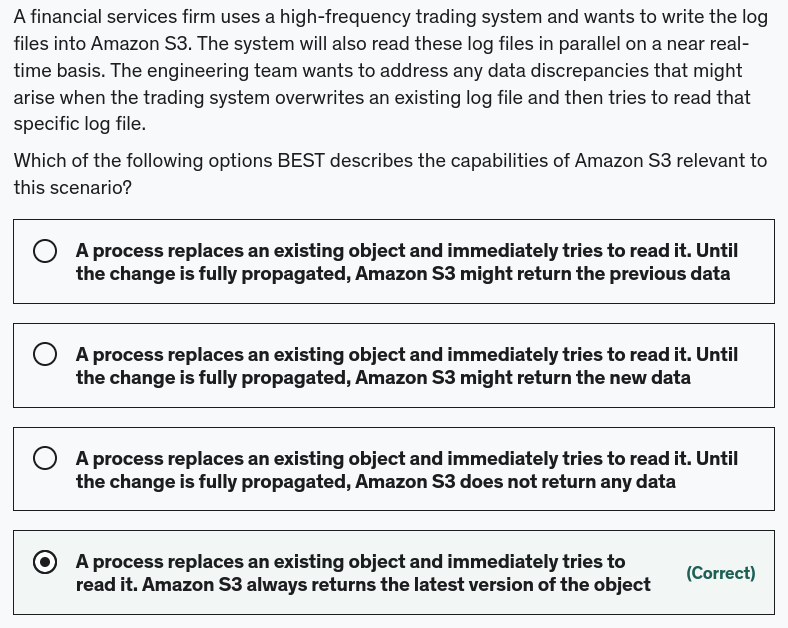 A financial services firm uses a high-frequency trading system and wants to write the log
files into Amazon S3. The system will also read these log files in parallel on a near real-
time basis. The engineering team wants to address any data discrepancies that might
arise when the trading system overwrites an existing log file and then tries to read that
specific log file.
Which of the following options BEST describes the capabilities of Amazon S3 relevant to
this scenario?
A process replaces an existing object and immediately tries to read it. Until
the change is fully propagated, Amazon S3 might return the previous data
A process replaces an existing object and immediately tries to read it. Until
the change is fully propagated, Amazon S3 might return the new data
A process replaces an existing object and immediately tries to read it. Until
the change is fully propagated, Amazon S3 does not return any data
A process replaces an existing object and immediately tries to
read it. Amazon S3 always returns the latest version of the object
(Correct)